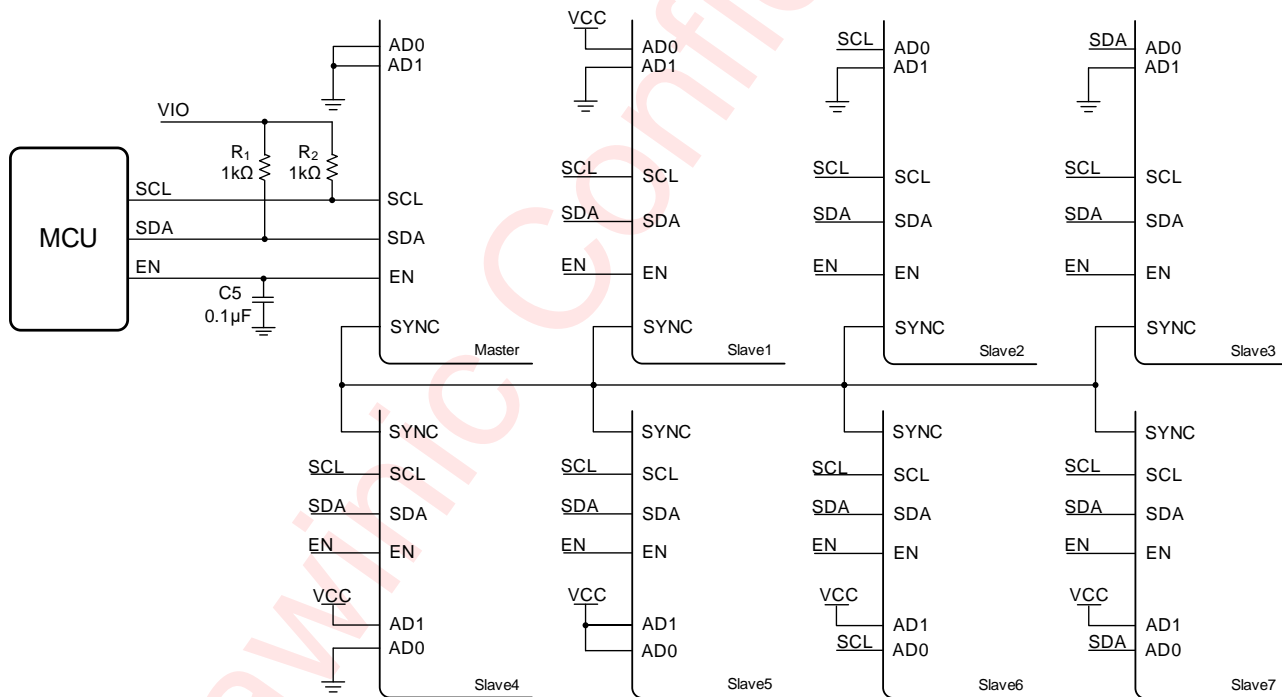 VCC
AD0
AD1
AD0
AD1
SCL
AD0
AD1
SDA
AD0
AD1
VIO
R1
1kΩ
R2
1kΩ
MCU
SCL
SDA
EN
C5
0.1µF
SCL
SDA
EN
SYNC
Master
SCL
SDA
EN
SCL
SDA
EN
SYNC
Slave1
SCL
SDA
EN
SCL
SDA
EN
SYNC
Slave2
SCL
SDA
EN
SCL
SDA
EN
SYNC
Slave3
SYNC
SCL
SCL
SDA
SDA
EN
EN
VCC
AD1
AD0
Slave4
SYNC
SCL
SCL
SDA
SDA
EN
EN
VCC
AD1
AD0
Slave5
SYNC
SCL
SCL
SDA
SDA
EN
EN
VCC
AD1
SCL
AD0
Slave6
SYNC
SCL
SCL
SDA
SDA
EN
EN
VCC
AD1
SDA
AD0
Slave7
awinic Confi